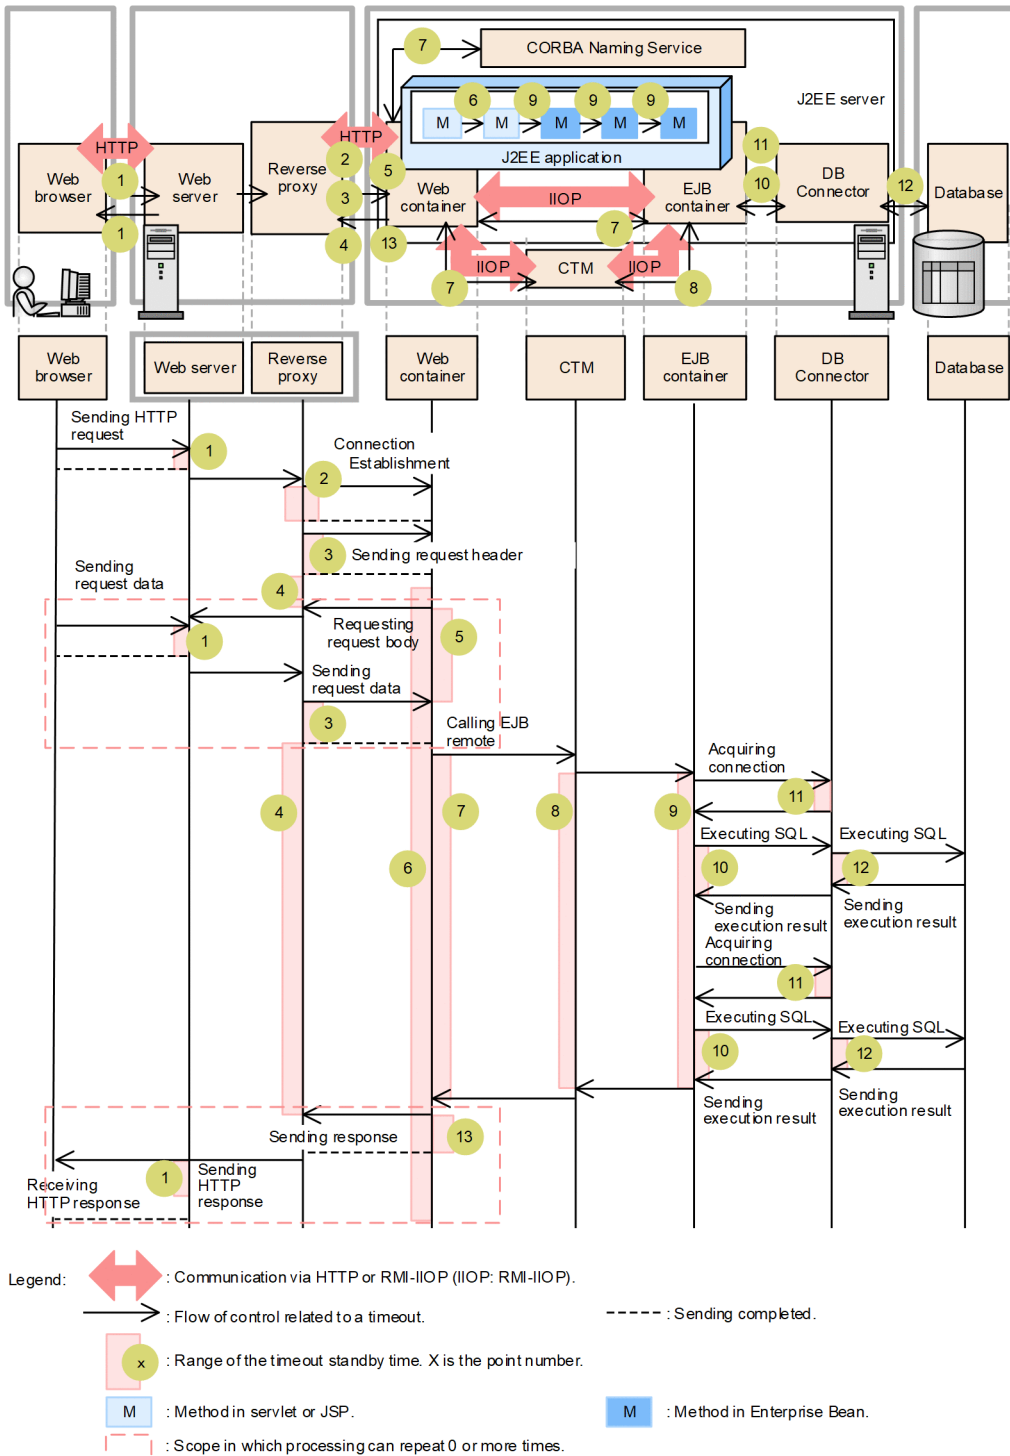 7
CORBA Naming Service
6
9
9
9
M
M
M
M
M
J2EE server
J2EE application
HTTP
HTTP
Web
browser
1
1
Web
server
Reverse
proxy
2
3
4
5
13
Web
container
IIOP
7
EJB
container
11
10
DB
Connector
12
Database
IIOP
CTM
IIOP
7
8
Web
browser
Web server
Reverse
proxy
Web
container
CTM
EJB
container
DB
Connector
Database
Sending HTTP
request
1
Connection
Establishment
2
3
Sending request header
Sending
request data
4
1
Requesting
request body
5
Sending
request data
3
Calling EJB
remote
Acquiring
connection
4
6
7
8
9
11
Executing SQL
Executing SQL
10
12
Sending
execution result
Sending
execution result
Acquiring
connection
11
Executing SQL
Executing SQL
10
12
Sending
execution result
Sending
execution result
Sending response
13
1
Sending
HTTP
response
Receiving
HTTP response
Legend:
: Communication via HTTP or RMI-IIOP (IIOP: RMI-IIOP).
: Flow of control related to a timeout.
: Sending completed.
x
: Range of the timeout standby time. X is the point number.
M
: Method in servlet or JSP.
M
: Method in Enterprise Bean.
: Scope in which processing can repeat 0 or more times.